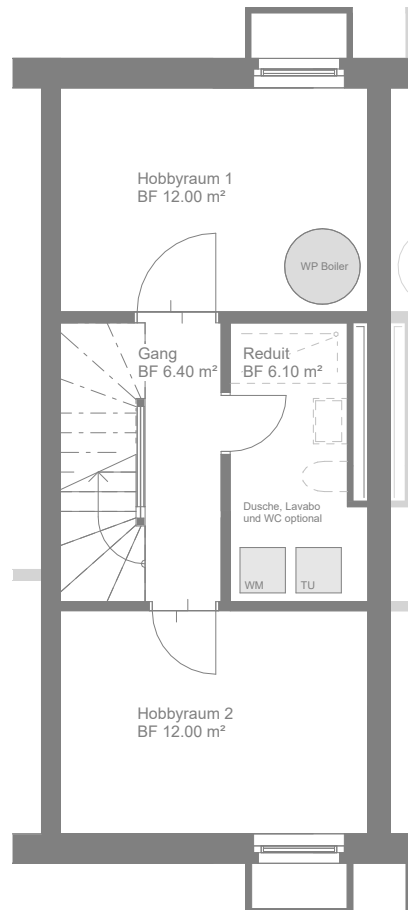 Hobbyraum 1
BF 12.00 m²
WP Boiler
Gang
BF 6.40 m²
Reduit
BF 6.10 m²
Dusche, Lavabo
und WC optional
WM
TU
Hobbyraum 2
BF 12.00 m²